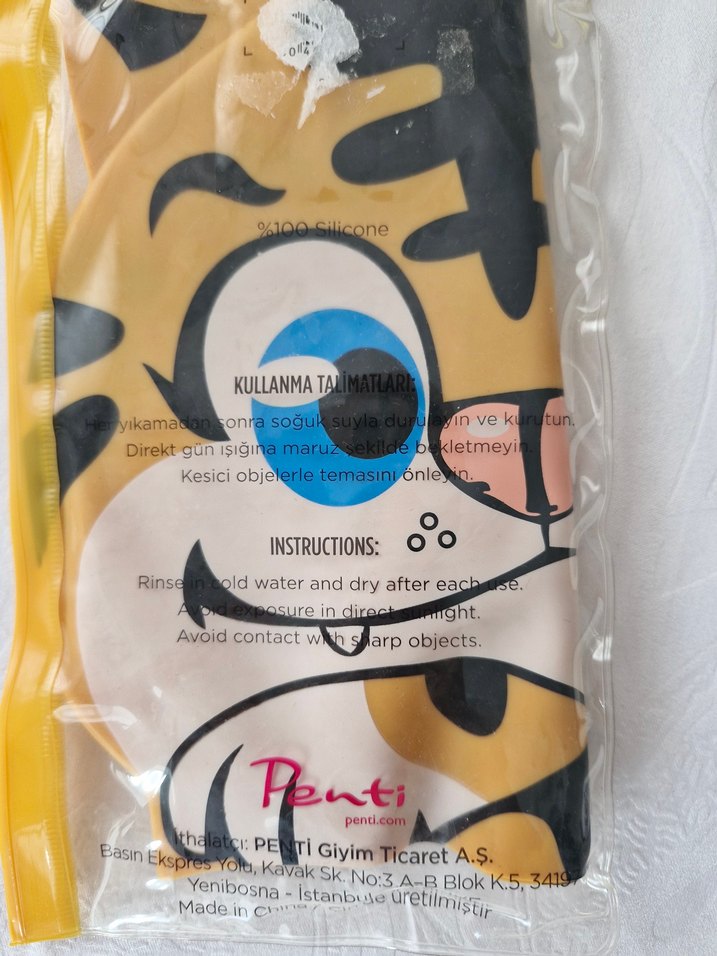 %100 Silicone
KULLANMA TALİMATLARI:
Her yıkamadan sonra soğuk suyla durulayın ve kurutun.
Direkt gün ışığına maruz şekilde bekletmeyin.
Kesici objelerle temasını önleyin.
INSTRUCTIONS:
Rinse in cold water and dry after each use.
Avoid exposure in direct sunlight.
Avoid contact with sharp objects.
Penti
penti.com
İthalatçı: PENTİ Giyim Ticaret A.Ş.
Basın Ekspres Yolu, Kavak Sk. No:3 A-B Blok K.5, 34197
Yenibosna - İstanbul
Made in China üretilmiştir